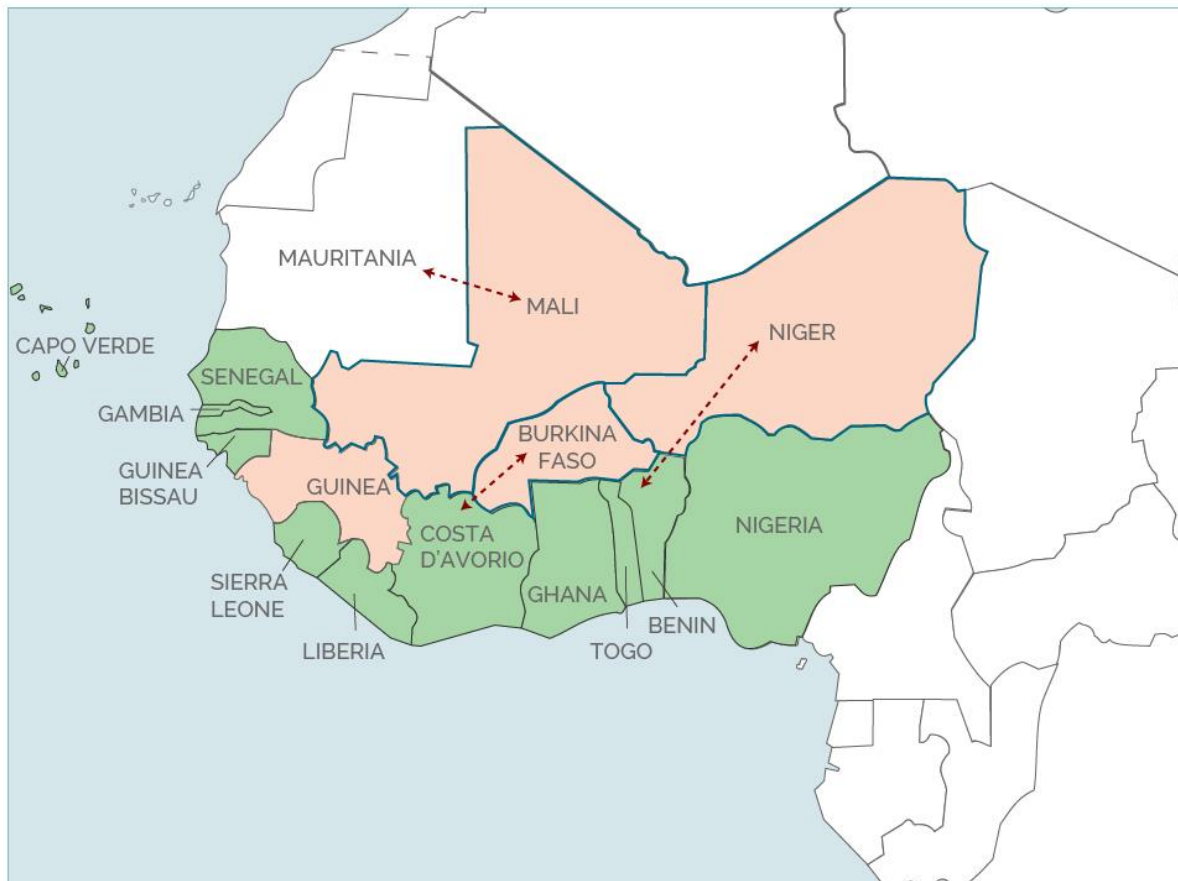 MAURITANIA
MALI
NIGER
CAPO VERDE
SENEGAL
GAMBIA
GUINEA
BISSAU
GUINEA
BURKINA
FASO
COSTA
D'AVORIO
NIGERIA
SIERRA
LEONE
GHANA
LIBERIA
TOGO
BENIN